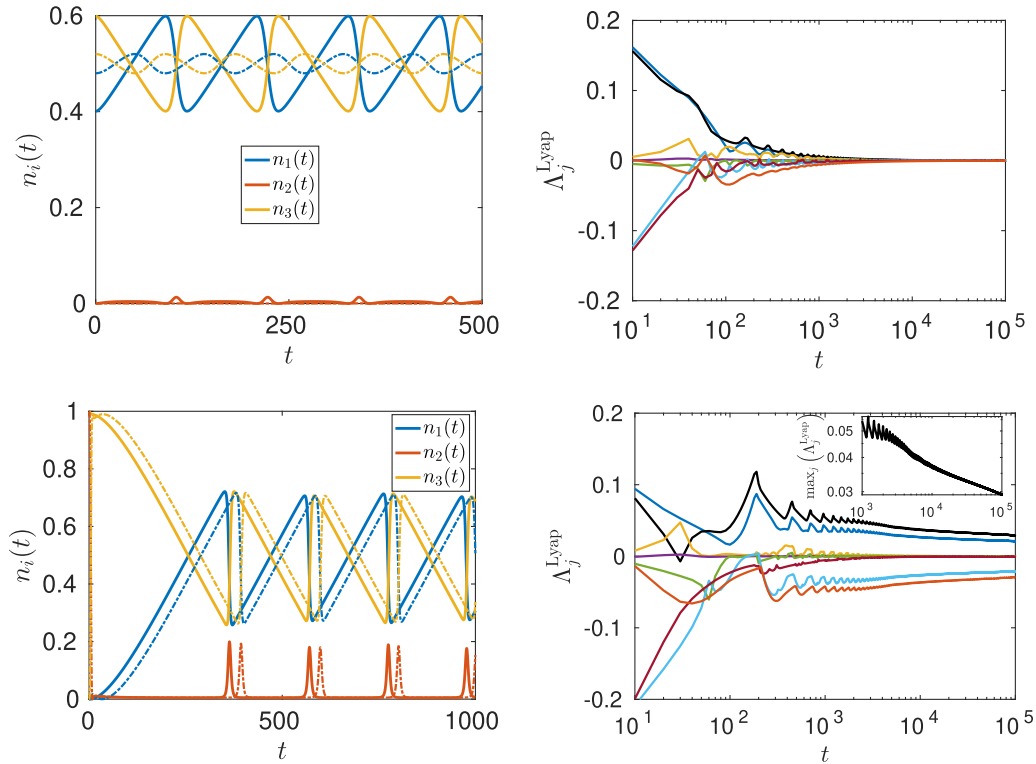 0.6
0.4
0.2
0
n_i(t)
n_1(t)
n_2(t)
n_3(t)
0 250 500
t
0.2
0.1
0
-0.1
-0.2
Λ_j^Lyap
10^1 10^2 10^3 10^4 10^5
t
1
0.8
0.6
0.4
0.2
0
n_i(t)
n_1(t)
n_2(t)
n_3(t)
0 500 1000
t
0.2
0.1
0
-0.1
-0.2
Λ_j^Lyap
10^1 10^2 10^3 10^4 10^5
t
max_j (Λ_j^Lyap)
0.05
0.04
0.03
10^3 10^4 10^5